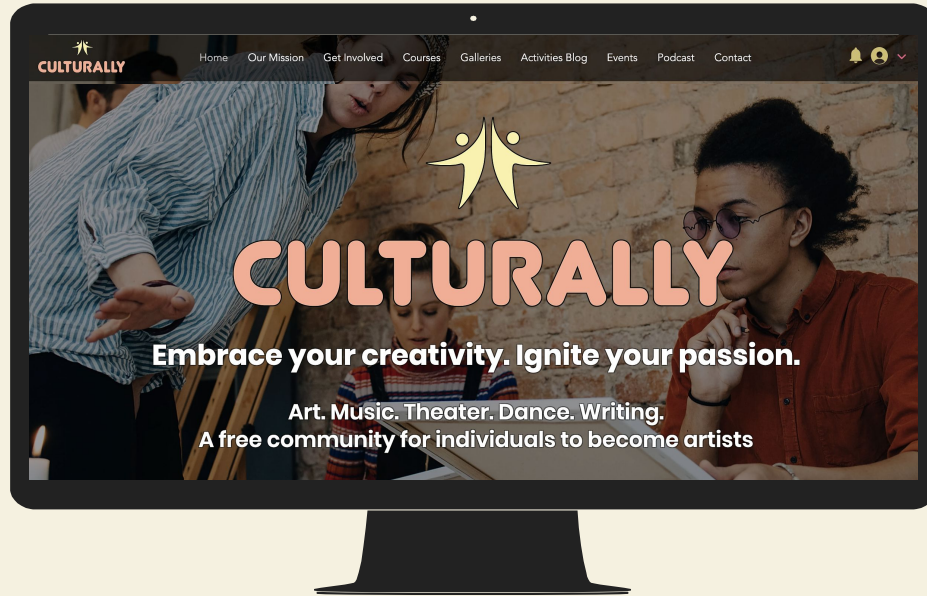 CULTURALLY
Home Our Mission Get Involved Courses Galleries Activities Blog Events Podcast Contact
CULTURALLY
Embrace your creativity. Ignite your passion.
Art. Music. Theater. Dance. Writing.
A free community for individuals to become artists